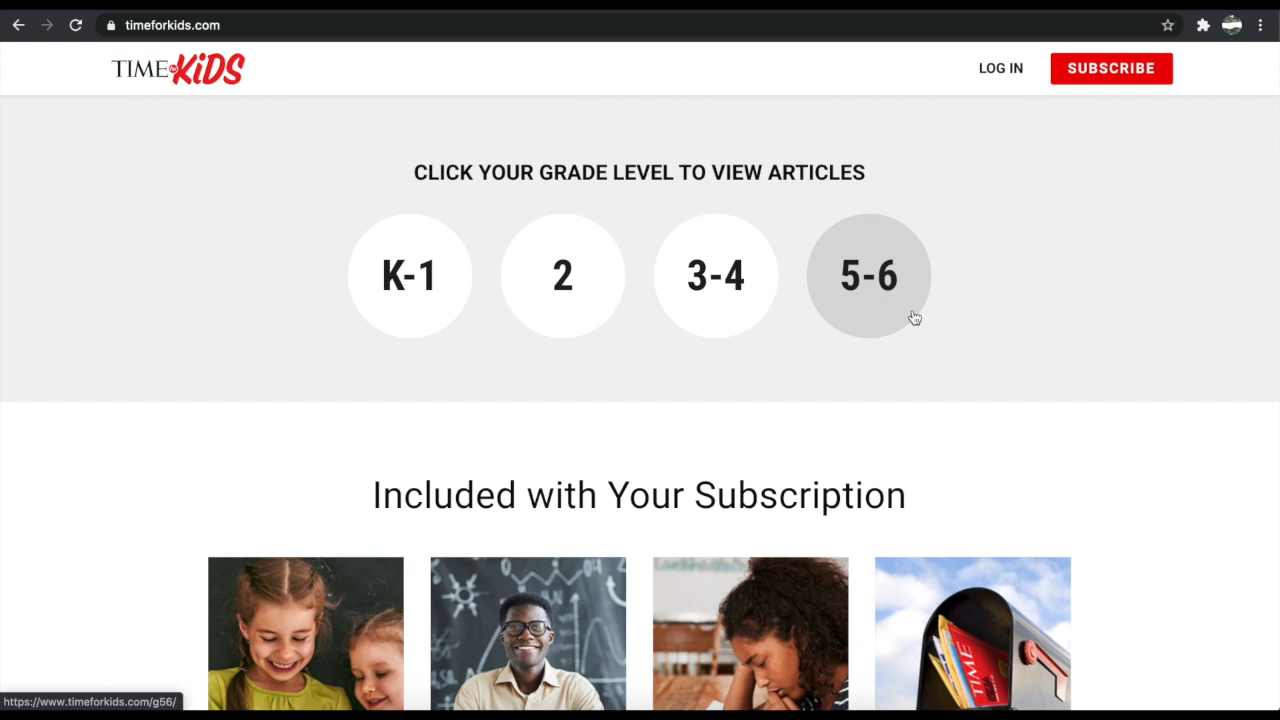 timeforkids.com
TIME for KiDS
LOG IN
SUBSCRIBE
CLICK YOUR GRADE LEVEL TO VIEW ARTICLES
K-1
2
3-4
5-6
Included with Your Subscription
TIME
https://www.timeforkids.com/g56/